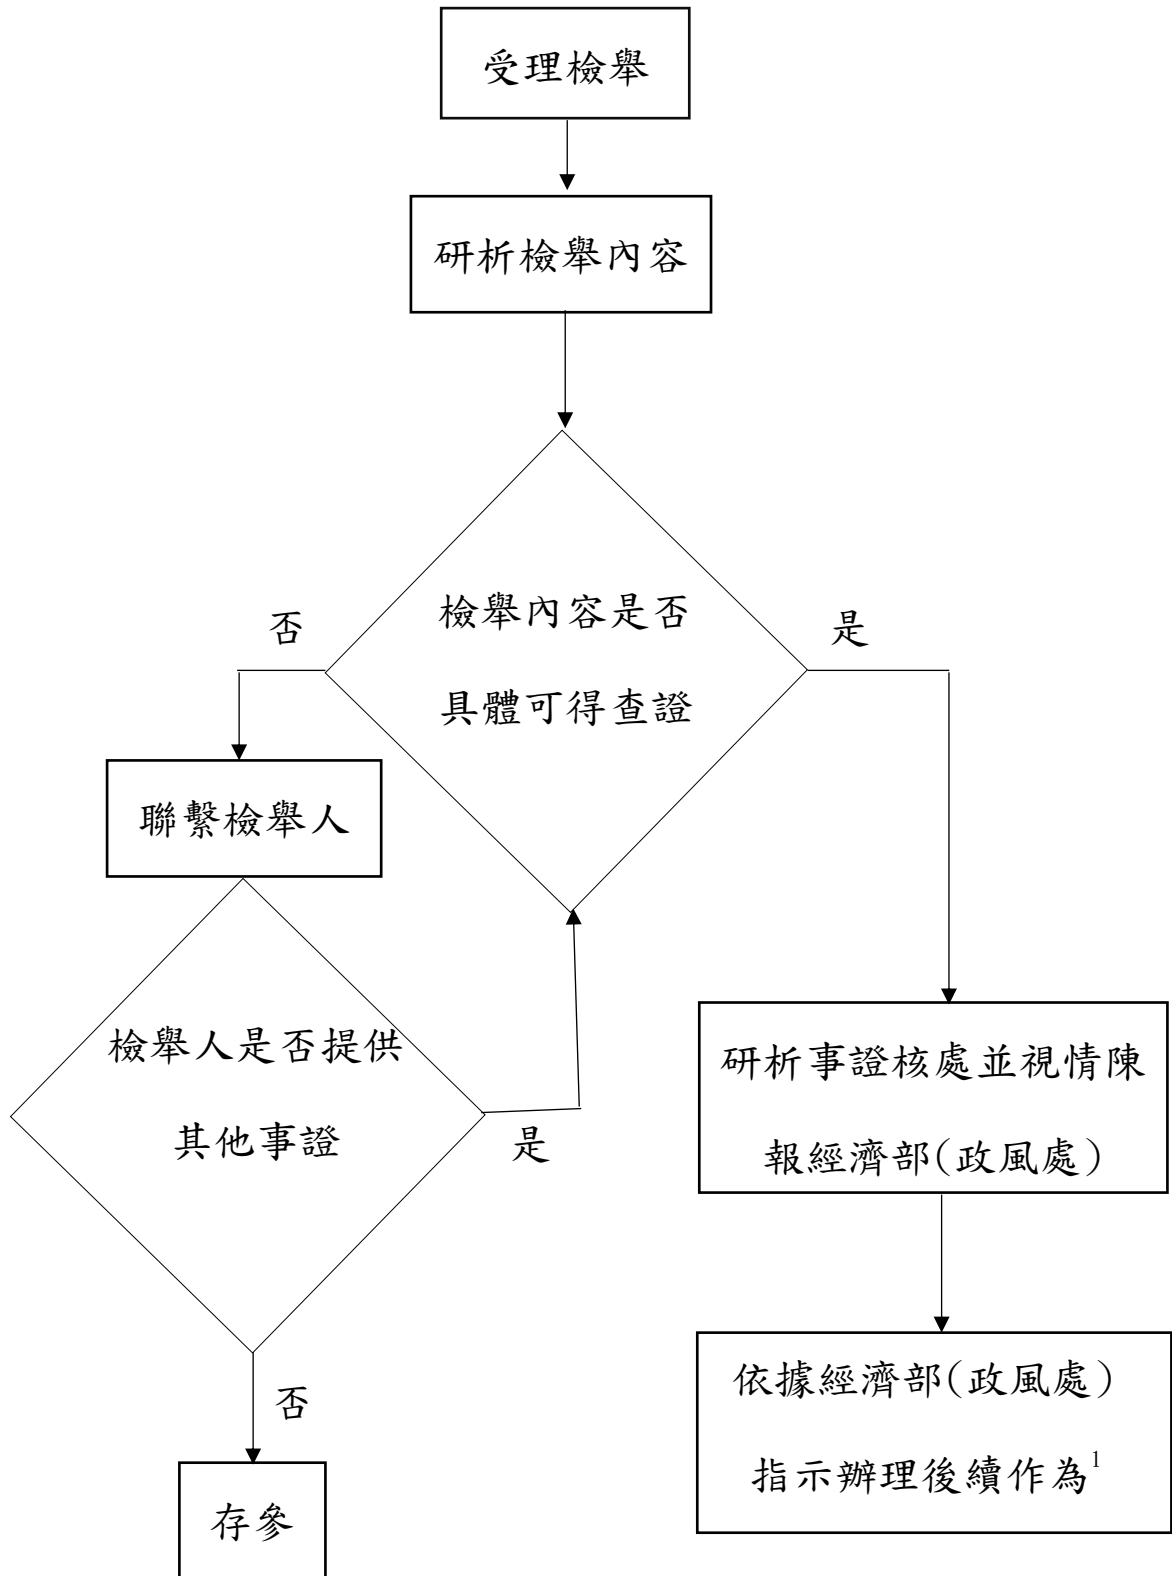 受理檢舉
研析檢舉內容
檢舉內容是否
具體可得查證
否
是
聯繫檢舉人
檢舉人是否提供
其他事證
是
研析事證核處並視情陳
報經濟部(政風處)
依據經濟部(政風處)
指示辦理後續作為1
否
存參